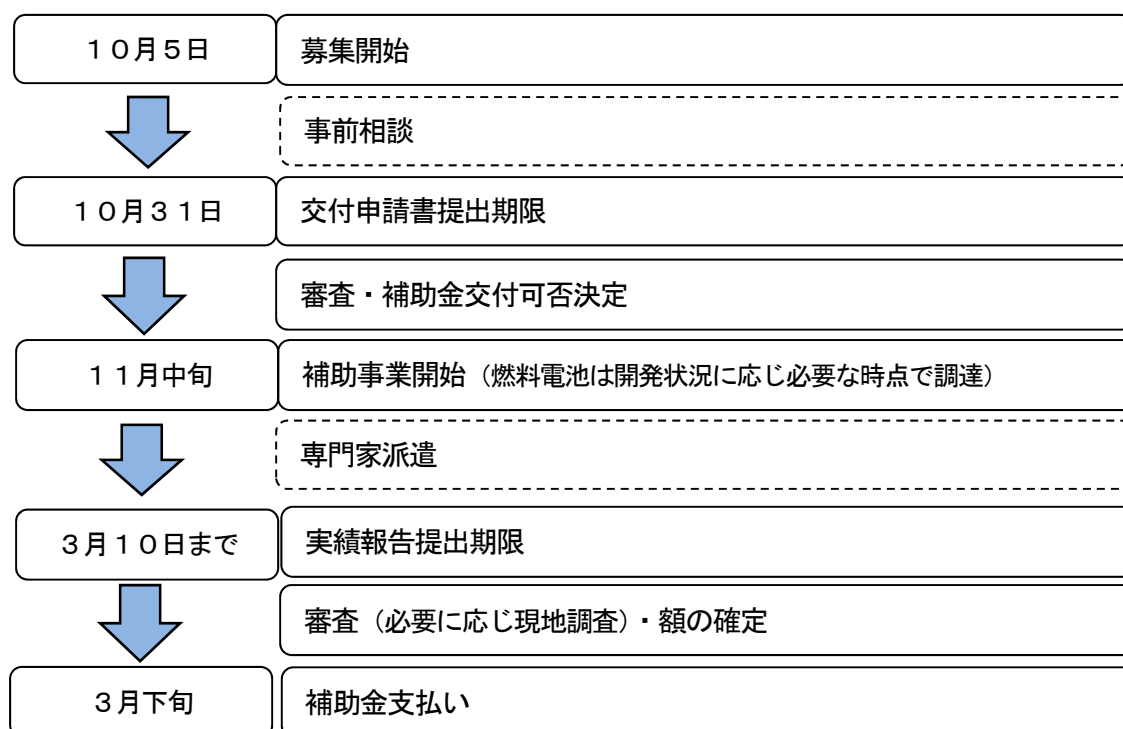 １０月５日
募集開始
事前相談
１０月３１日
交付申請書提出期限
審査・補助金交付可否決定
１１月中旬
補助事業開始（燃料電池は開発状況に応じ必要な時点で調達）
専門家派遣
３月１０日まで
実績報告提出期限
審査（必要に応じ現地調査）・額の確定
３月下旬
補助金支払い